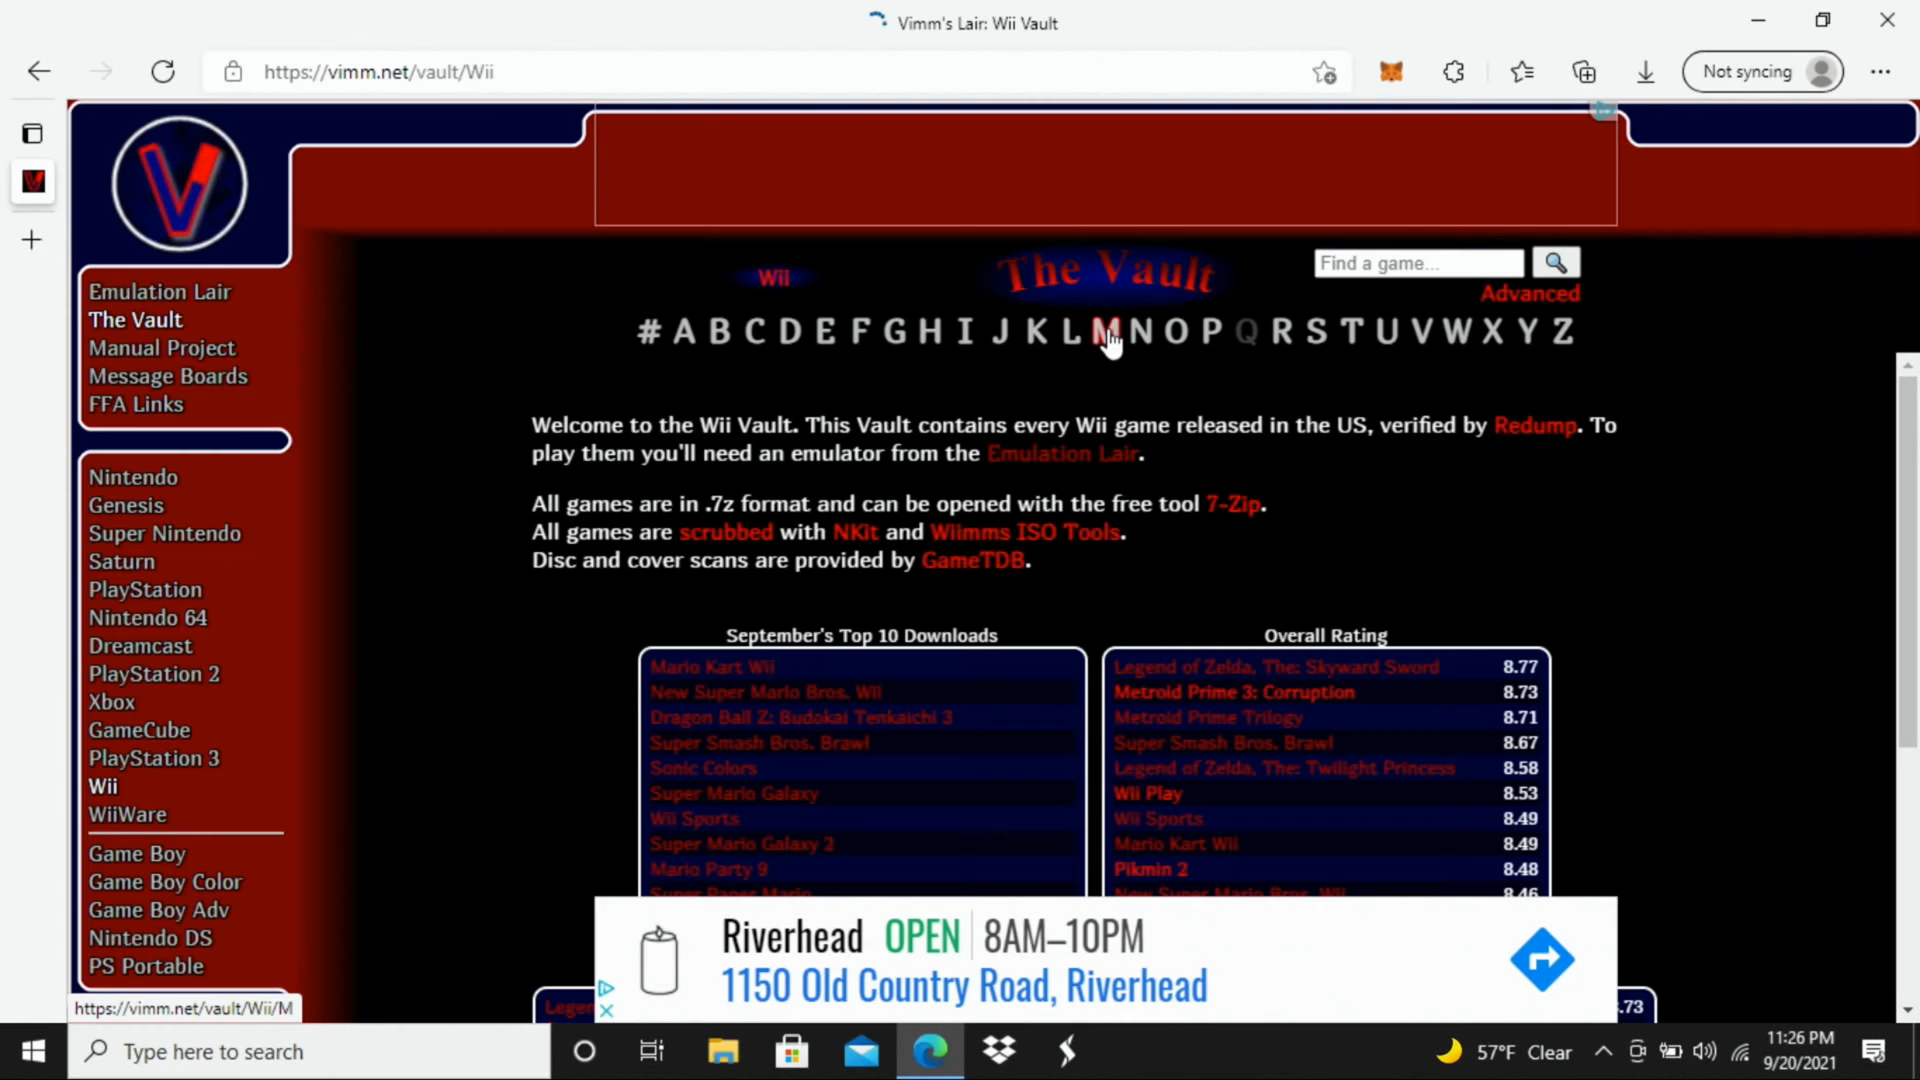 Vimm's Lair: Wii Vault
https://vimm.net/vault/Wii
Not syncing
V
Wii
The Vault
Find a game...
Advanced
# A B C D E F G H I J K L M N O P Q R S T U V W X Y Z
Emulation Lair
The Vault
Manual Project
Message Boards
FFA Links
Nintendo
Genesis
Super Nintendo
Saturn
PlayStation
Nintendo 64
Dreamcast
PlayStation 2
Xbox
GameCube
PlayStation 3
Wii
WiiWare
Game Boy
Game Boy Color
Game Boy Adv
Nintendo DS
PS Portable
Welcome to the Wii Vault. This Vault contains every Wii game released in the US, verified by Redump. To
play them you'll need an emulator from the Emulation Lair.
All games are in .7z format and can be opened with the free tool 7-Zip.
All games are scrubbed with NKit and Wiimms ISO Tools.
Disc and cover scans are provided by GameTDB.
September's Top 10 Downloads
Mario Kart Wii
New Super Mario Bros. Wii
Dragon Ball Z: Budokai Tenkaichi 3
Super Smash Bros. Brawl
Sonic Colors
Super Mario Galaxy
Wii Sports
Super Mario Galaxy 2
Mario Party 9
Super Paper Mario
Overall Rating
Legend of Zelda, The: Skyward Sword 8.77
Metroid Prime 3: Corruption 8.73
Metroid Prime Trilogy 8.71
Super Smash Bros. Brawl 8.67
Legend of Zelda, The: Twilight Princess 8.58
Wii Play 8.53
Wii Sports 8.49
Mario Kart Wii 8.49
Pikmin 2 8.48
New Super Mario Bros. Wii 8.46
Riverhead OPEN 8AM–10PM
1150 Old Country Road, Riverhead
.73
https://vimm.net/vault/Wii/M
Type here to search
57°F Clear
11:26 PM
9/20/2021